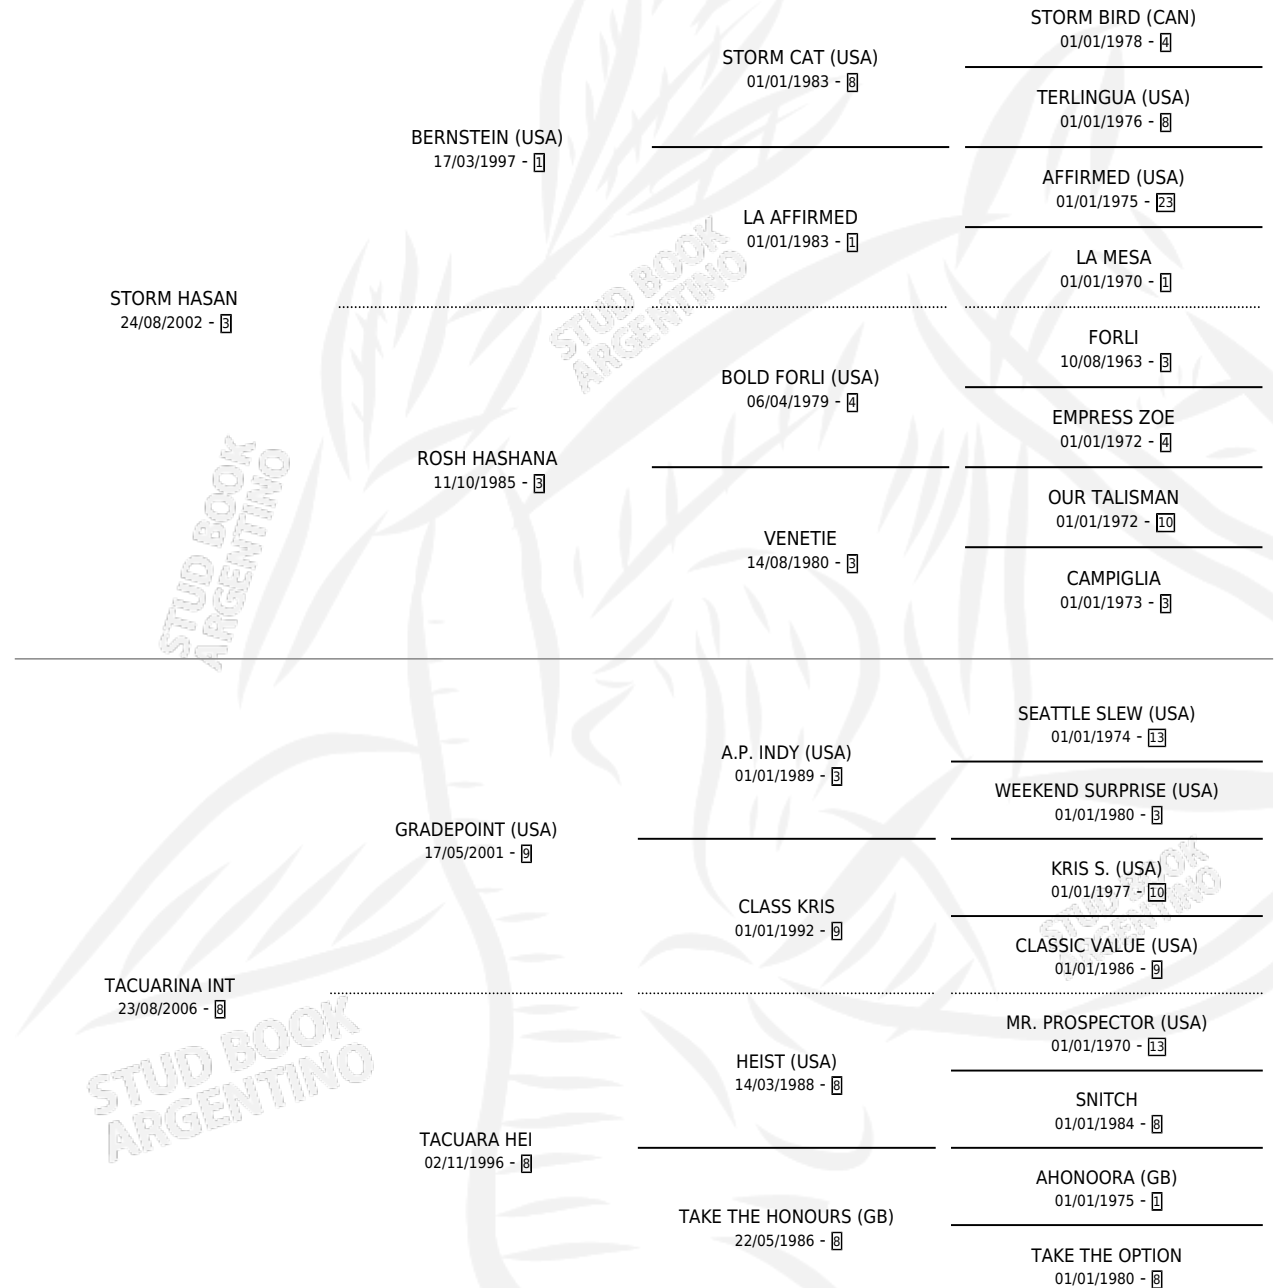 STORM BIRD (CAN)
01/01/1978 - 4
STORM CAT (USA)
01/01/1983 - 8
TERLINGUA (USA)
01/01/1976 - 8
BERNSTEIN (USA)
17/03/1997 - 1
AFFIRMED (USA)
01/01/1975 - 23
LA AFFIRMED
01/01/1983 - 1
LA MESA
01/01/1970 - 1
STORM HASAN
24/08/2002 - 3
FORLI
10/08/1963 - 3
BOLD FORLI (USA)
06/04/1979 - 4
EMPRESS ZOE
01/01/1972 - 4
ROSH HASHANA
11/10/1985 - 3
OUR TALISMAN
01/01/1972 - 10
VENETIE
14/08/1980 - 3
CAMPIGLIA
01/01/1973 - 3
SEATTLE SLEW (USA)
01/01/1974 - 13
A.P. INDY (USA)
01/01/1989 - 3
WEEKEND SURPRISE (USA)
01/01/1980 - 3
GRADEPOINT (USA)
17/05/2001 - 9
KRIS S. (USA)
01/01/1977 - 10
CLASS KRIS
01/01/1992 - 9
CLASSIC VALUE (USA)
01/01/1986 - 9
TACUARINA INT
23/08/2006 - 8
MR. PROSPECTOR (USA)
01/01/1970 - 13
HEIST (USA)
14/03/1988 - 8
SNITCH
01/01/1984 - 8
TACUARA HEI
02/11/1996 - 8
AHONOORA (GB)
01/01/1975 - 1
TAKE THE HONOURS (GB)
22/05/1986 - 8
TAKE THE OPTION
01/01/1980 - 8
STUD BOOK
ARGENTINO
STUD BOOK
ARGENTINO
STUD BOOK
ARGENTINO
STUD BOOK
ARGENTINO